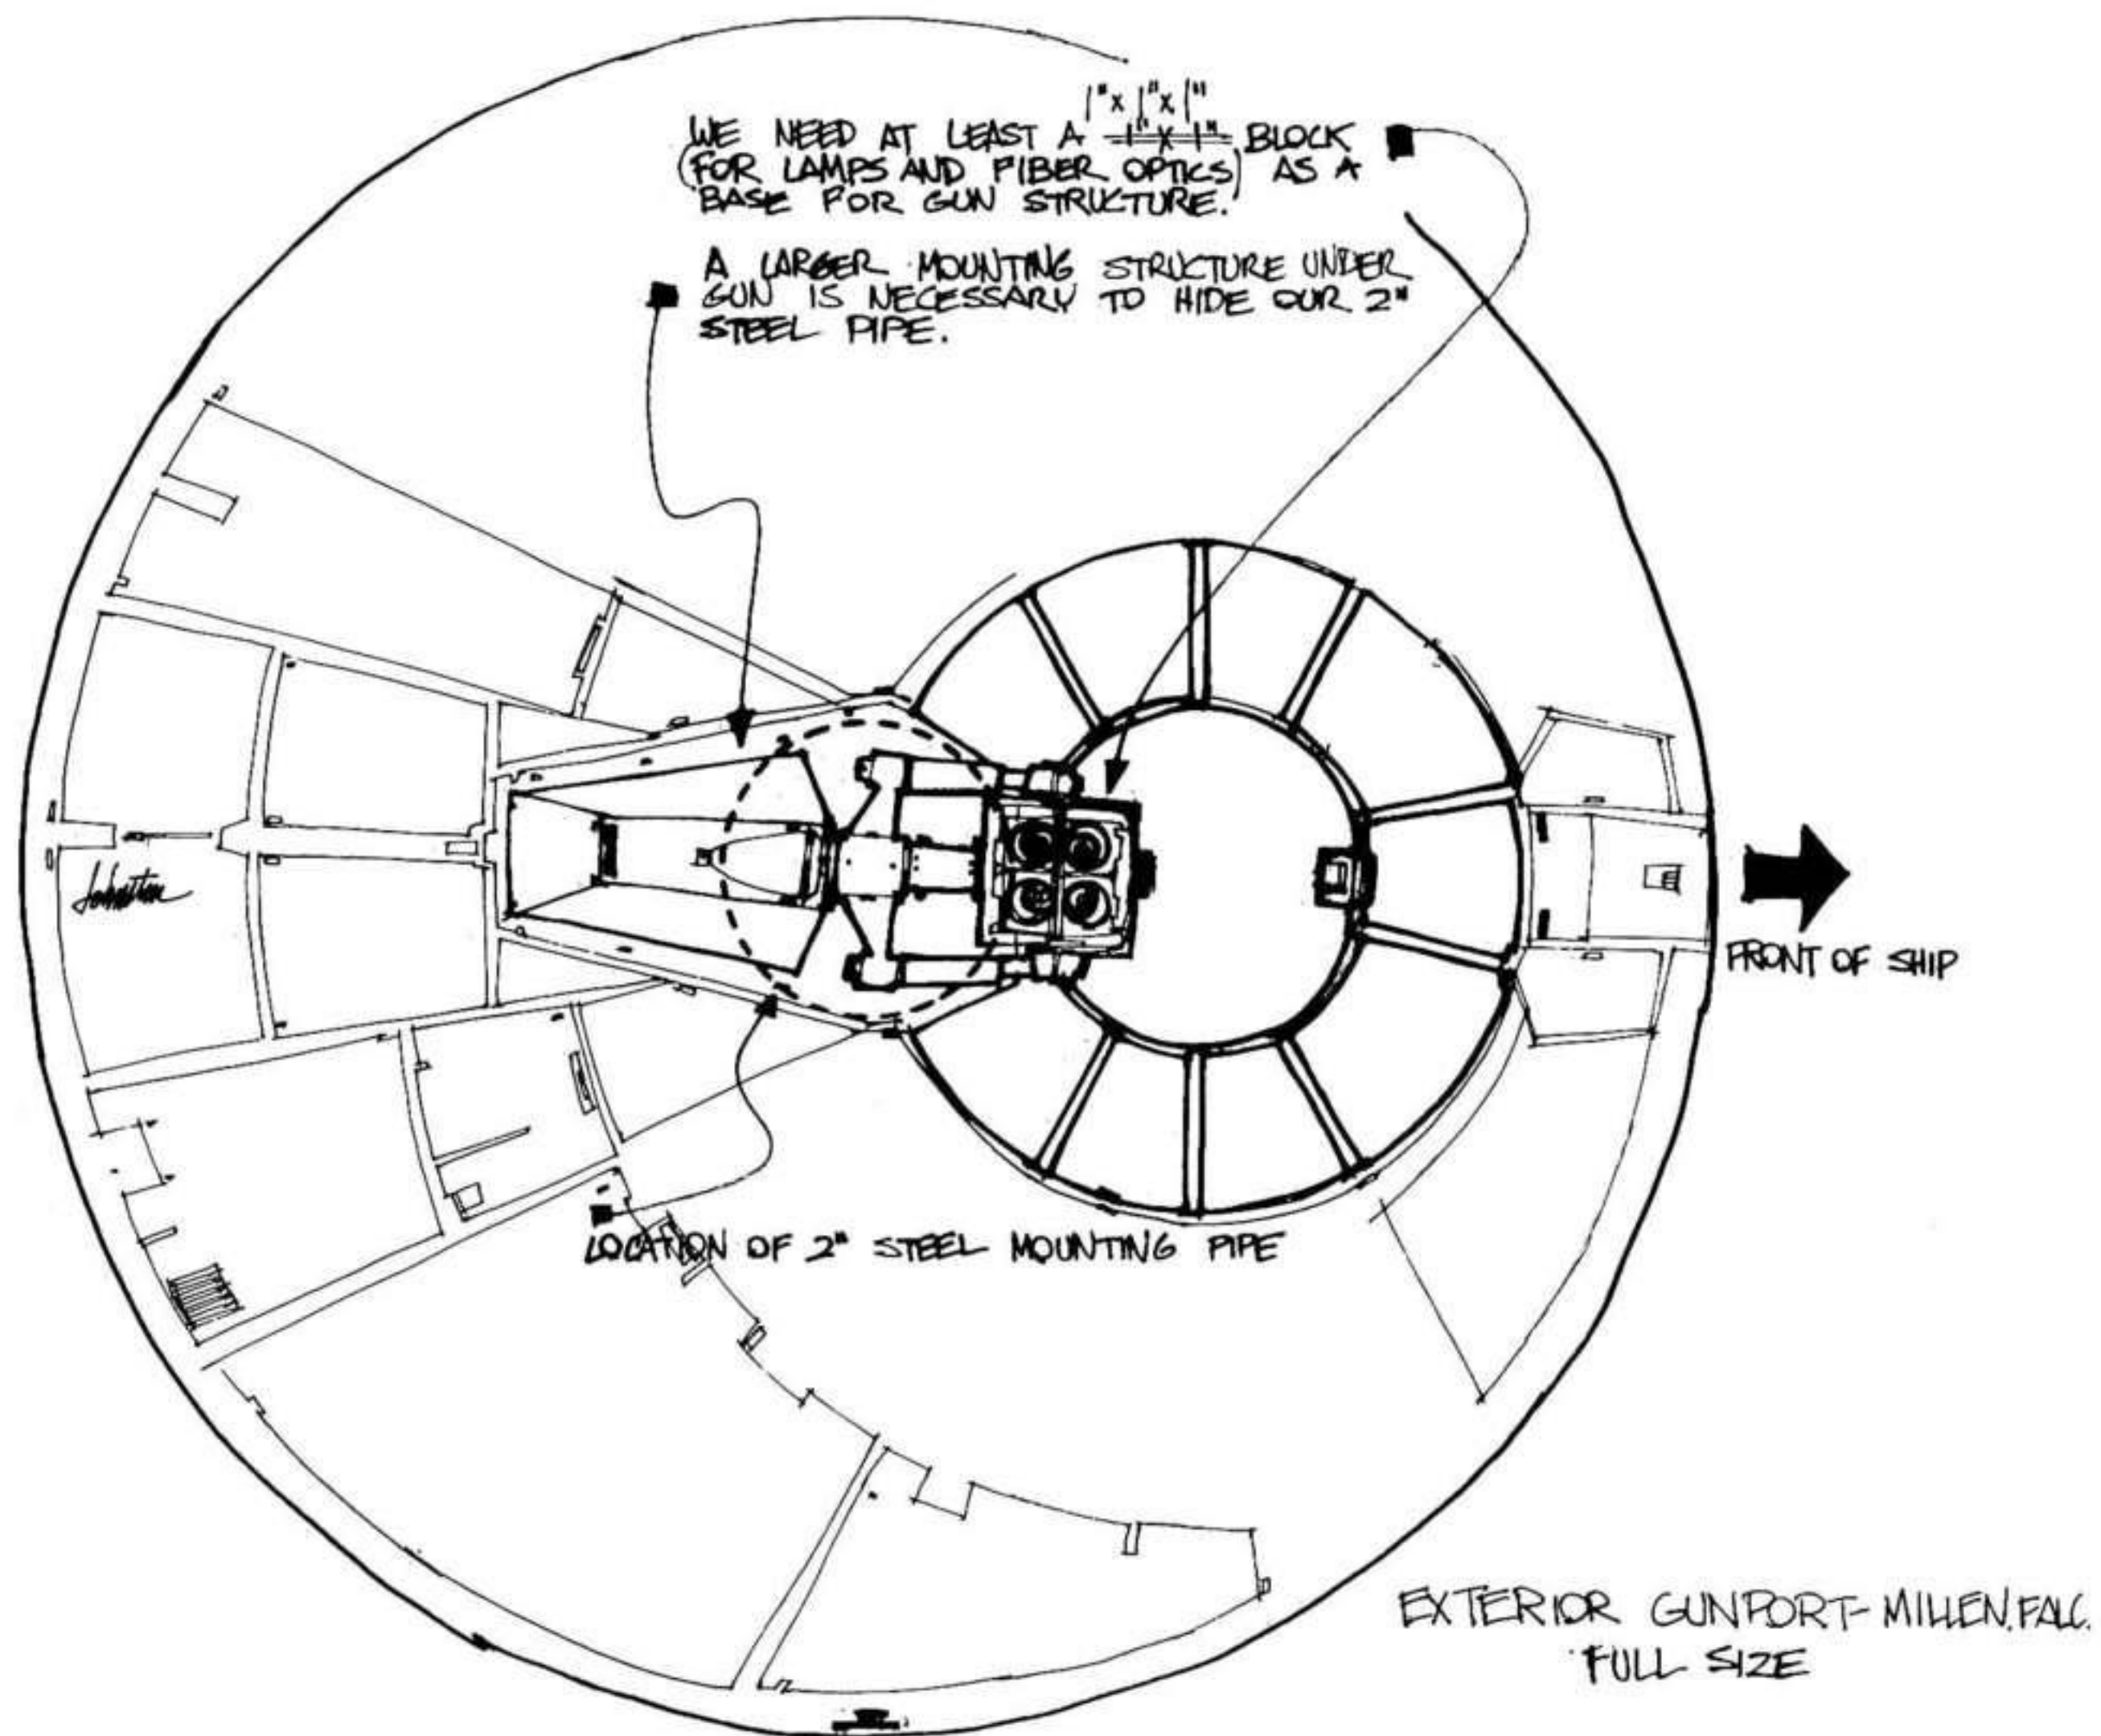 1"x 1"x 1"
WE NEED AT LEAST A 1" x 1" BLOCK
(FOR LAMPS AND FIBER OPTICS) AS A
BASE FOR GUN STRUCTURE.
A LARGER MOUNTING STRUCTURE UNDER
GUN IS NECESSARY TO HIDE OUR 2"
STEEL PIPE.
Johnston
FRONT OF SHIP
LOCATION OF 2" STEEL MOUNTING PIPE
EXTERIOR GUNPORT-MILLEN.FALC.
FULL SIZE